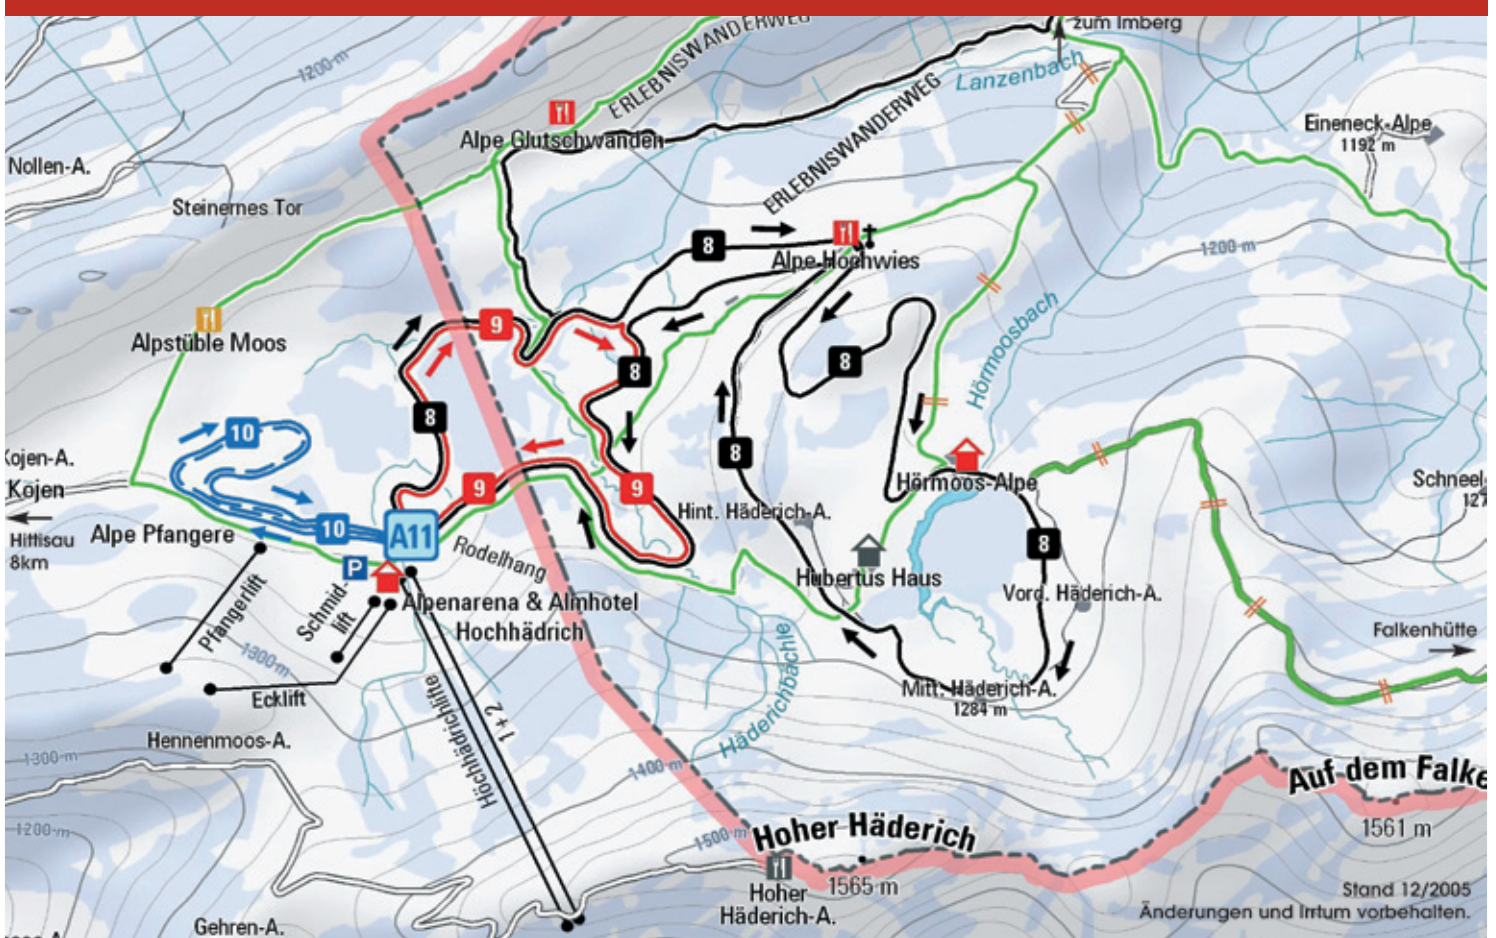 ERLEBNISWANDERWEG
zum Imberg
1200 m
Lanzenbach
ERLEBNISWANDERWEG
Alpe Glutschwanden
Eineneck-Alpe
1192 m
Nollen-A.
ERLEBNISWANDERWEG
Steinernes Tor
8
1200 m
Alpe Hochwies
Alpstüble Moos
9
Hörmoosbach
8
8
8
10
8
Kojen-A.
Kojen
9
9
Hörmoos-Alpe
Schneel
127
Hint. Häderich-A.
10
A11
8
Alpe Pfangere
Hittisau
8km
Rodelhang
P
Hubertus Haus
Vord. Häderich-A.
Pfangerlift
Schmid-
lift
Alpenarena & Almhotel
Hochhädrich
Falkenhütte
1300 m
Häderichbächle
Ecklift
Mitt. Häderich-A.
1284 m
Hochhädrichlifte
1 + 2
Hennenmoos-A.
1300 m
1400 m
Auf dem Falke
1561 m
1200 m
1500 m
Hoher Häderich
1565 m
Hoher
Häderich-A.
Stand 12/2005
Änderungen und Irrtum vorbehalten.
Gehren-A.